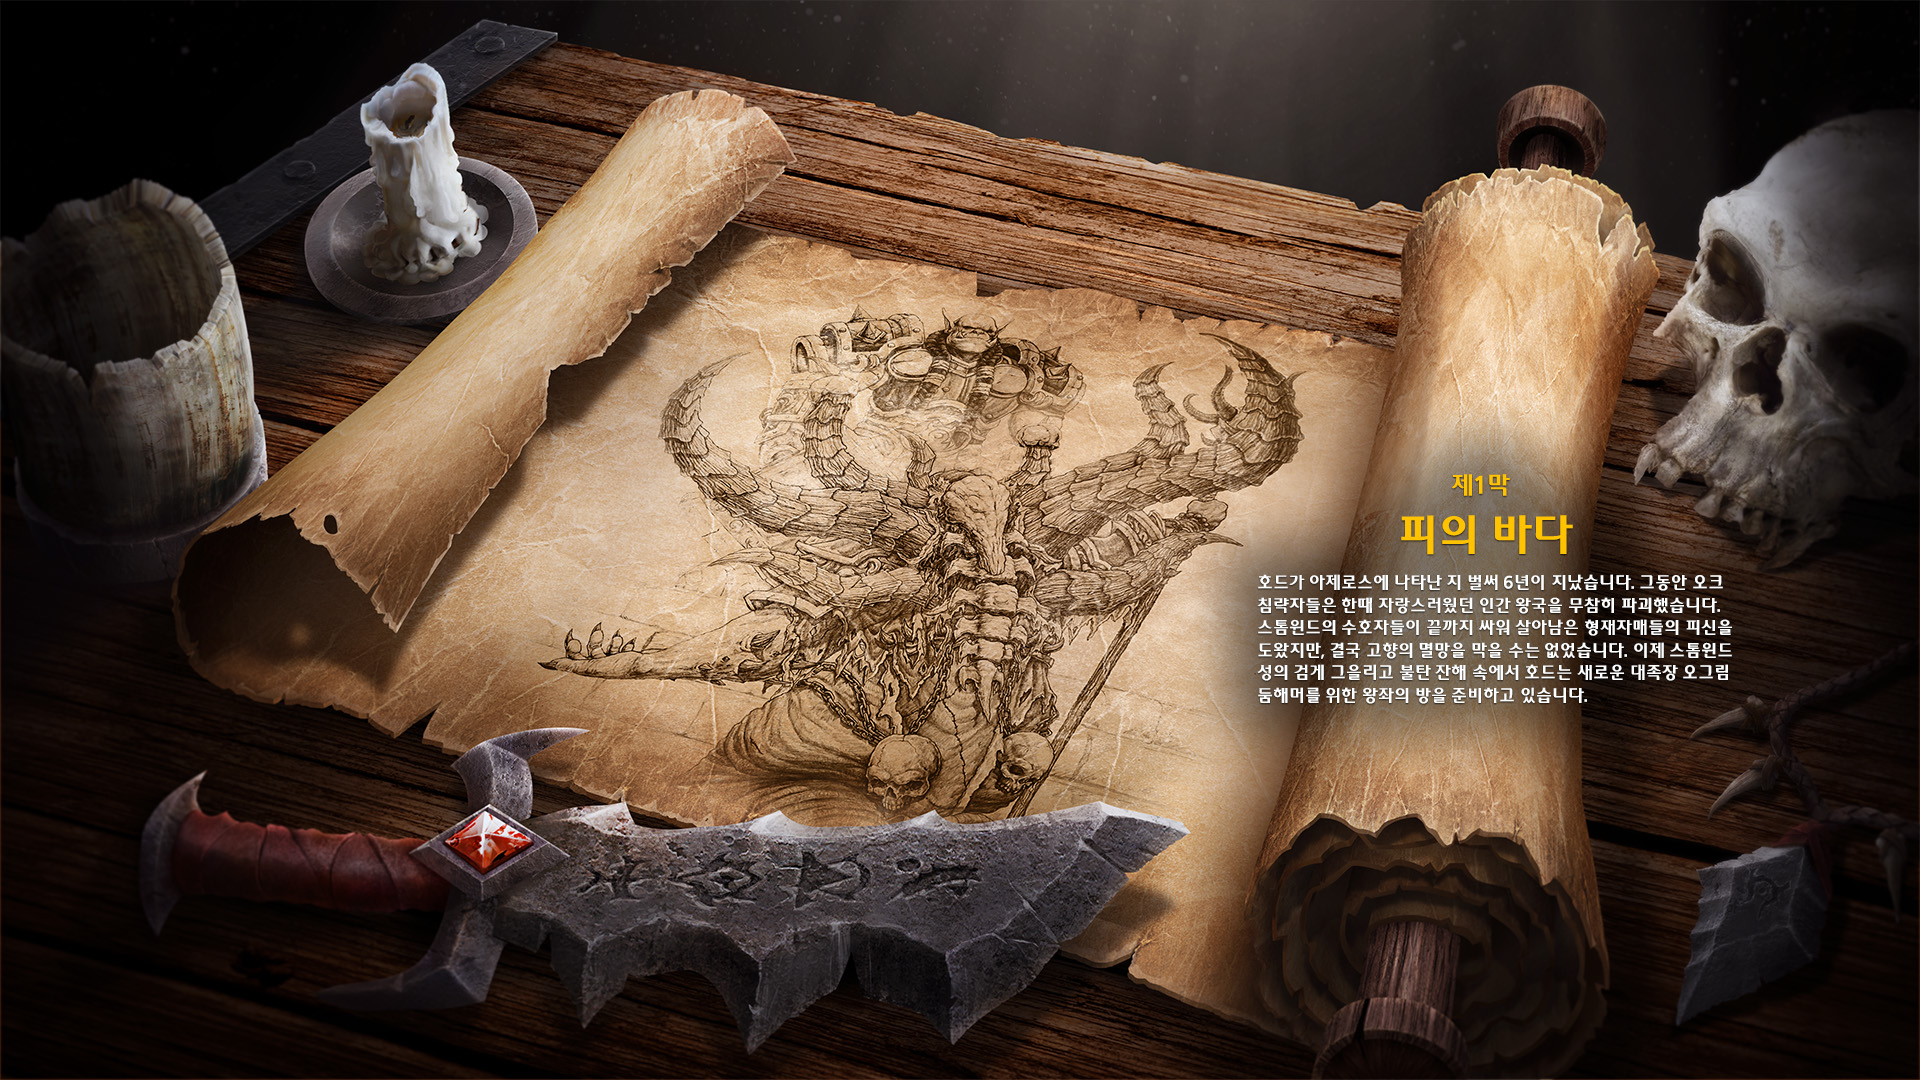 제1막
피의 바다
호드가 아제로스에 나타난 지 벌써 6년이 지났습니다. 그동안 오크
침략자들은 한때 자랑스러웠던 인간 왕국을 무참히 파괴했습니다.
스톰윈드의 수호자들이 끝까지 싸워 살아남은 형재자매들의 피신을
도왔지만, 결국 고향의 멸망을 막을 수는 없었습니다. 이제 스톰윈드
성의 검게 그을리고 불탄 잔해 속에서 호드는 새로운 대족장 오그림
둠해머를 위한 왕좌의 방을 준비하고 있습니다.